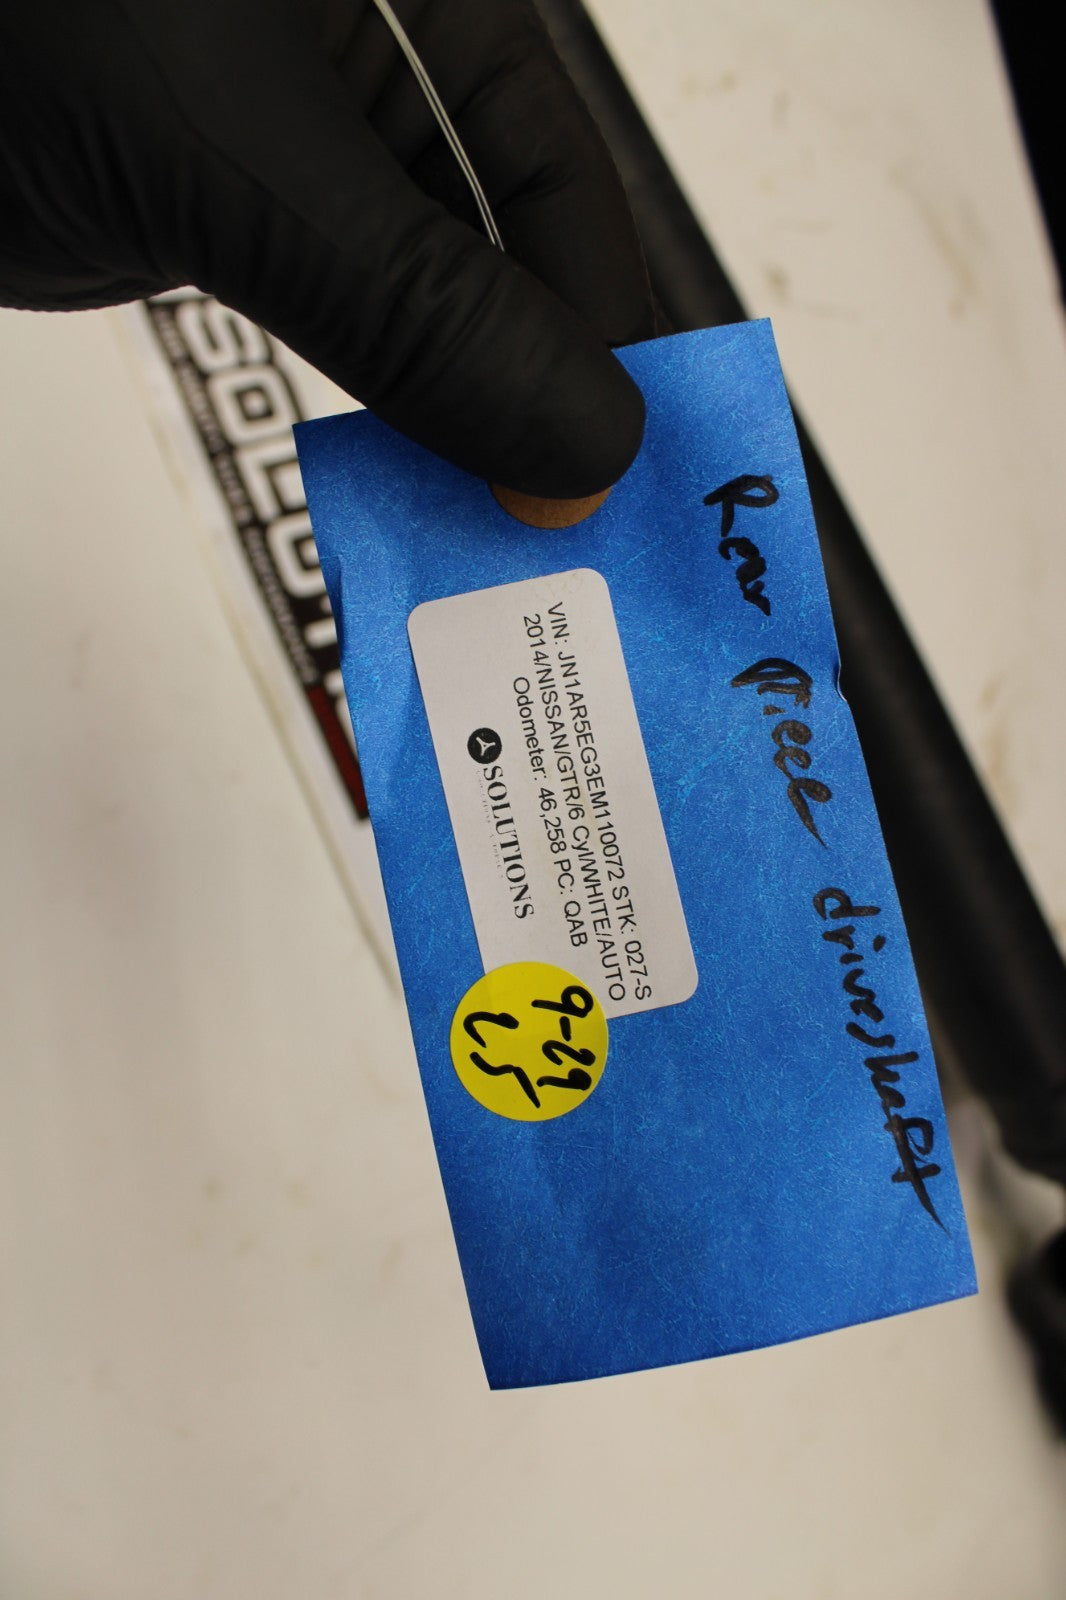 Rear Piece driveshaft
VIN: JN1AR5EG3EM110072 STK: 027-S
2014/NISSAN/GTR/6 Cyl/WHITE/AUTO
Odometer: 46,258 PC: QAB
SOLUTIONS
9-29
25
SOLUTI